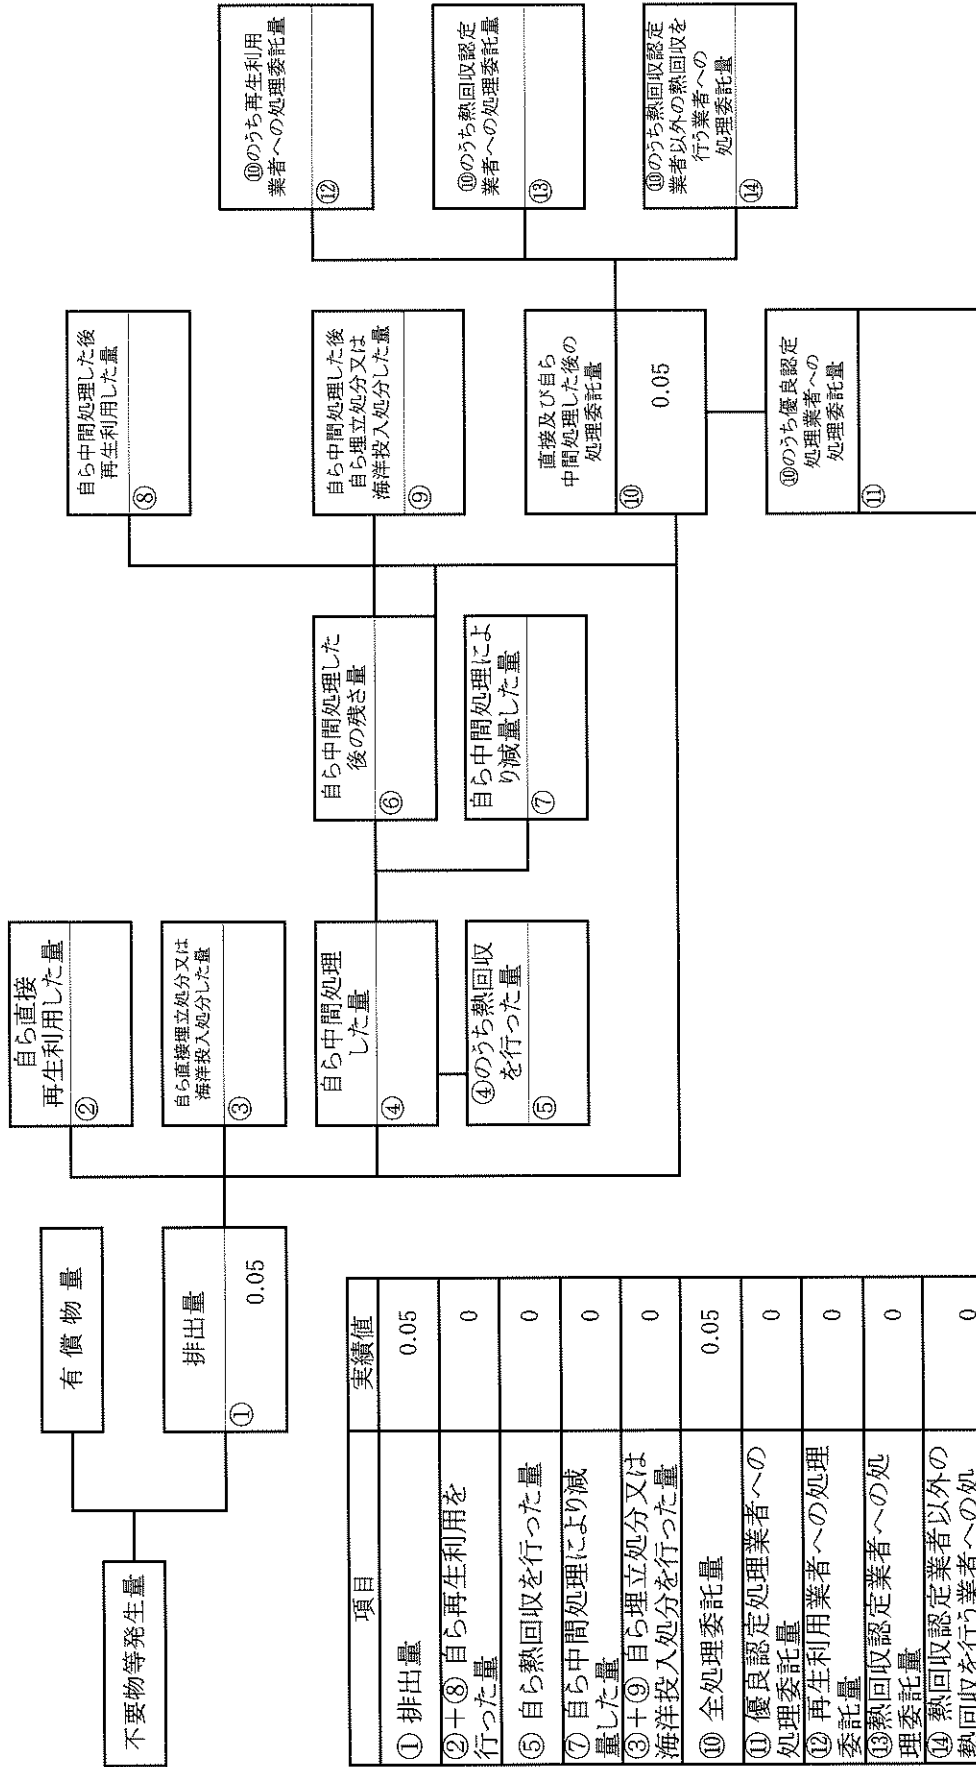 不要物等発生量
有償物量
排出量
①
0.05
自ら直接
再生利用した量
②
自ら直接埋立処分又は
海洋投入処分した量
③
自ら中間処理
した量
④
④のうち熱回収
を行った量
⑤
自ら中間処理した
後の残さ量
⑥
自ら中間処理によ
り減量した量
⑦
自ら中間処理した後
再生利用した量
⑧
自ら中間処理した後
自ら埋立処分又は
海洋投入処分した量
⑨
直接及び自ら
中間処理した後の
処理委託量
⑩
0.05
⑩のうち優良認定
処理業者への
処理委託量
⑪
⑩のうち再生利用
業者への処理委託量
⑫
⑩のうち熱回収認定
業者への処理委託量
⑬
⑩のうち熱回収認定
業者以外の熱回収を
行う業者への
処理委託量
⑭
項目 実績値
① 排出量 0.05
②+⑧ 自ら再生利用を
行った量 0
⑤ 自ら熱回収を行った量 0
⑦ 自ら中間処理により減
量した量 0
③+⑨ 自ら埋立処分又は
海洋投入処分を行った量 0
⑩ 全処理委託量 0.05
⑪ 優良認定処理業者への
処理委託量 0
⑫ 再生利用業者への処理
委託量 0
⑬熱回収認定業者への処
理委託量 0
⑭ 熱回収認定業者以外の
熱回収を行う業者への処 0